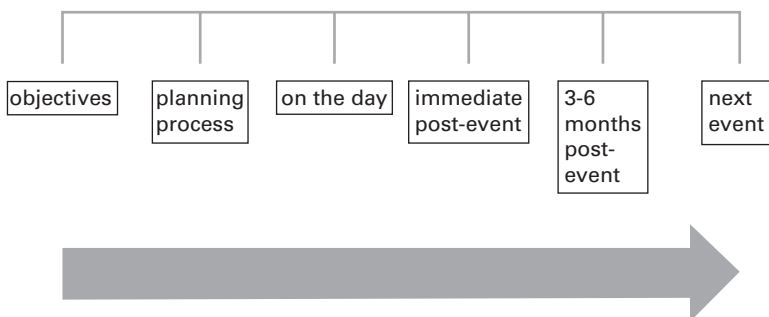 objectives
planning
process
on the day
immediate
post-event
3-6
months
post-
event
next
event